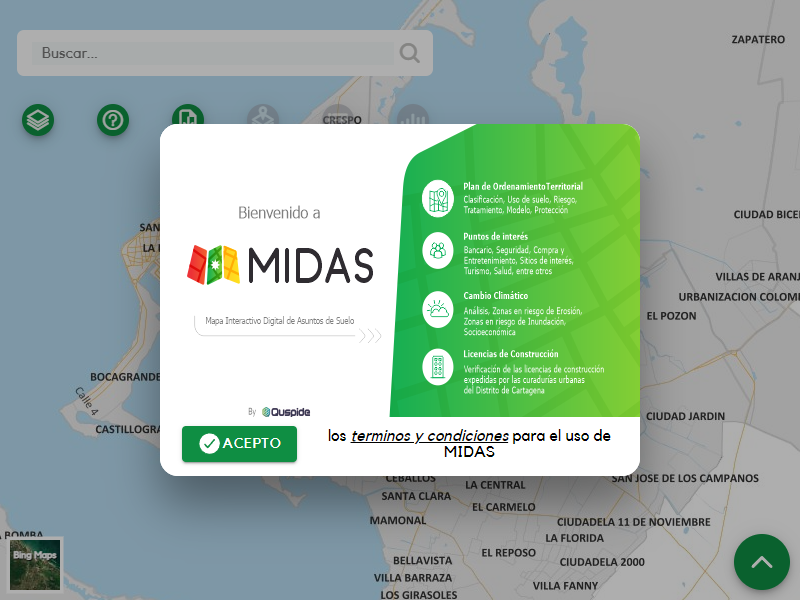 Buscar...
ZAPATERO
CRESPO
CIUDAD BICE
SAN
LA
VILLAS DE ARANJ
URBANIZACION COLOM
EL POZON
BOCAGRANDE
Calle 4
CASTILLOGRA
CIUDAD JARDIN
Bienvenido a
MIDAS
Mapa Interactivo Digital de Asuntos de Suelo
By Quspide
Plan de OrdenamientoTerritorial
Clasificación, Uso de suelo, Riesgo,
Tratamiento, Modelo, Protección
Puntos de interés
Bancario, Seguridad, Compra y
Entretenimiento, Sitios de interés,
Turismo, Salud, entre otros
Cambio Climático
Análisis, Zonas en riesgo de Erosión,
Zonas en riesgo de Inundación,
Socioeconómica
Licencias de Construcción
Verificación de las licencias de construcción
expedidas por las curadurías urbanas
del Distrito de Cartagena
ACEPTO
los terminos y condiciones para el uso de
MIDAS
CEBALLOS
LA CENTRAL
SAN JOSE DE LOS CAMPANOS
SANTA CLARA
EL CARMELO
MAMONAL
CIUDADELA 11 DE NOVIEMBRE
LA FLORIDA
A BOMBA
Bing Maps
EL REPOSO
BELLAVISTA
CIUDADELA 2000
VILLA BARRAZA
VILLA FANNY
LOS GIRASOLES